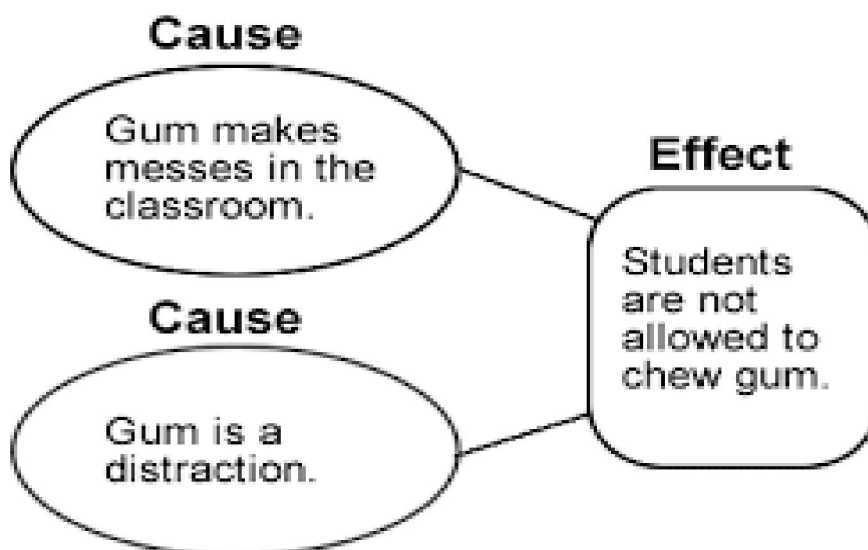 Cause
Gum makes
messes in the
classroom.
Cause
Gum is a
distraction.
Effect
Students
are not
allowed to
chew gum.